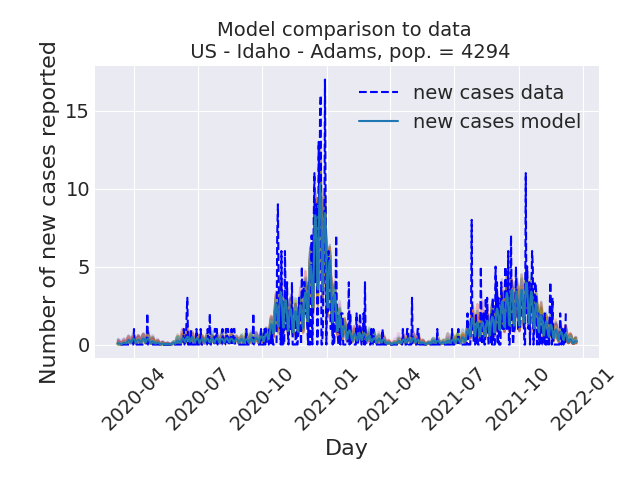 Model comparison to data
US - Idaho - Adams, pop. = 4294
new cases data
new cases model
Number of new cases reported
15
10
5
0
2020-04
2020-07
2020-10
2021-01
2021-04
2021-07
2021-10
2022-01
Day